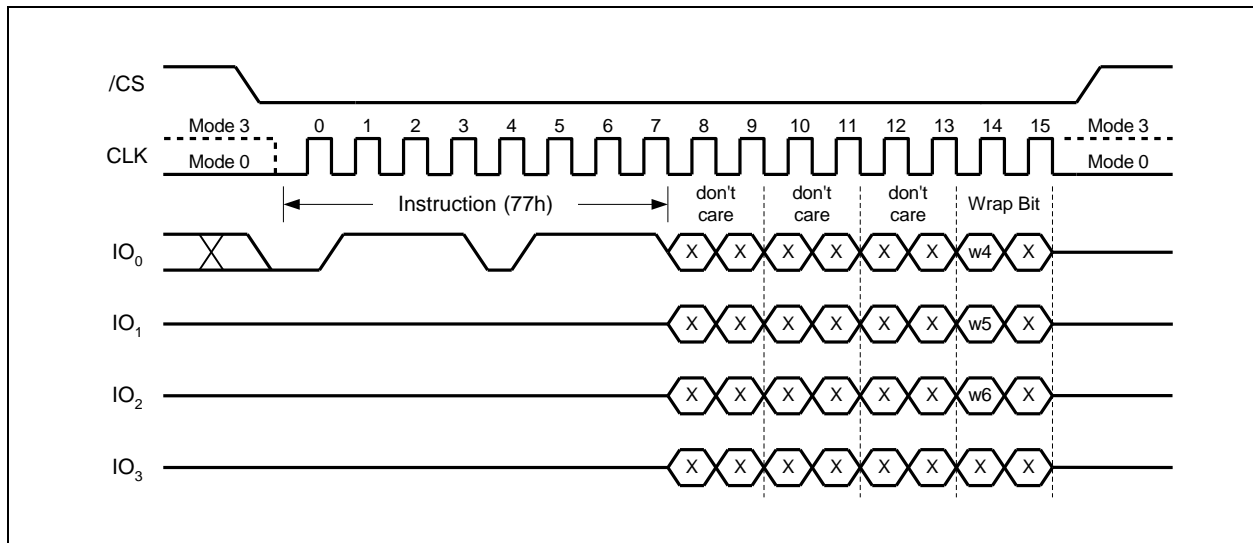 /CS
Mode 3 0 1 2 3 4 5 6 7 8 9 10 11 12 13 14 15 Mode 3
CLK
Mode 0 Mode 0
Instruction (77h) don't care don't care don't care Wrap Bit
IO0 X X X X X X w4 X
IO1 X X X X X X w5 X
IO2 X X X X X X w6 X
IO3 X X X X X X X X